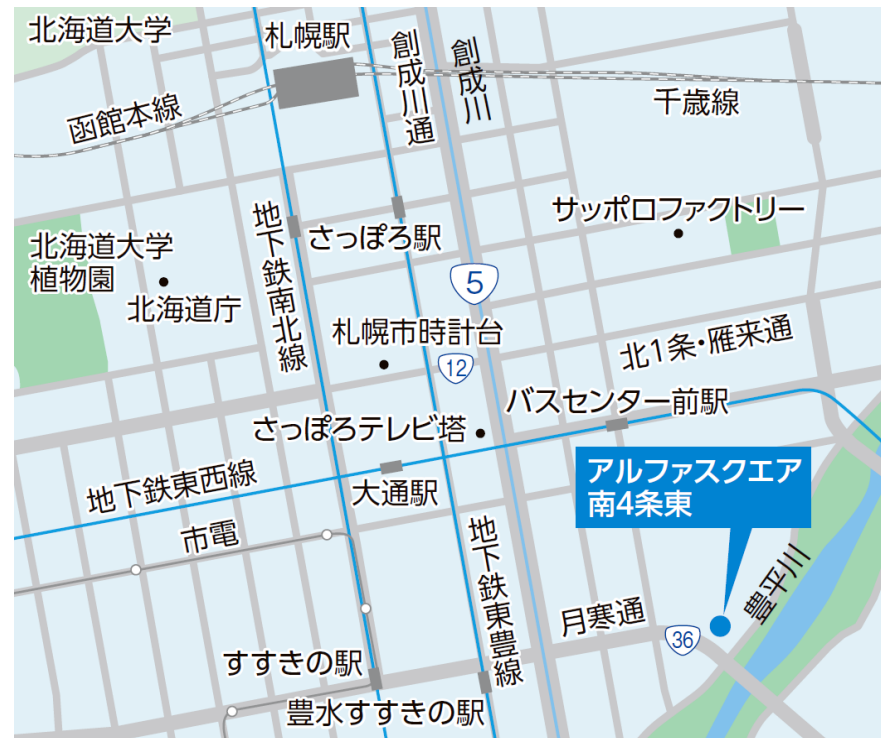 北海道大学
札幌駅
創成川通
創成川
函館本線
千歳線
サッポロファクトリー
地下鉄南北線
さっぽろ駅
北海道大学
植物園
北海道庁
5
札幌市時計台
12
北1条・雁来通
バスセンター前駅
さっぽろテレビ塔
地下鉄東西線
大通駅
アルファスクエア
南4条東
市電
地下鉄東豊線
豊平川
月寒通
36
すすきの駅
豊水すすきの駅